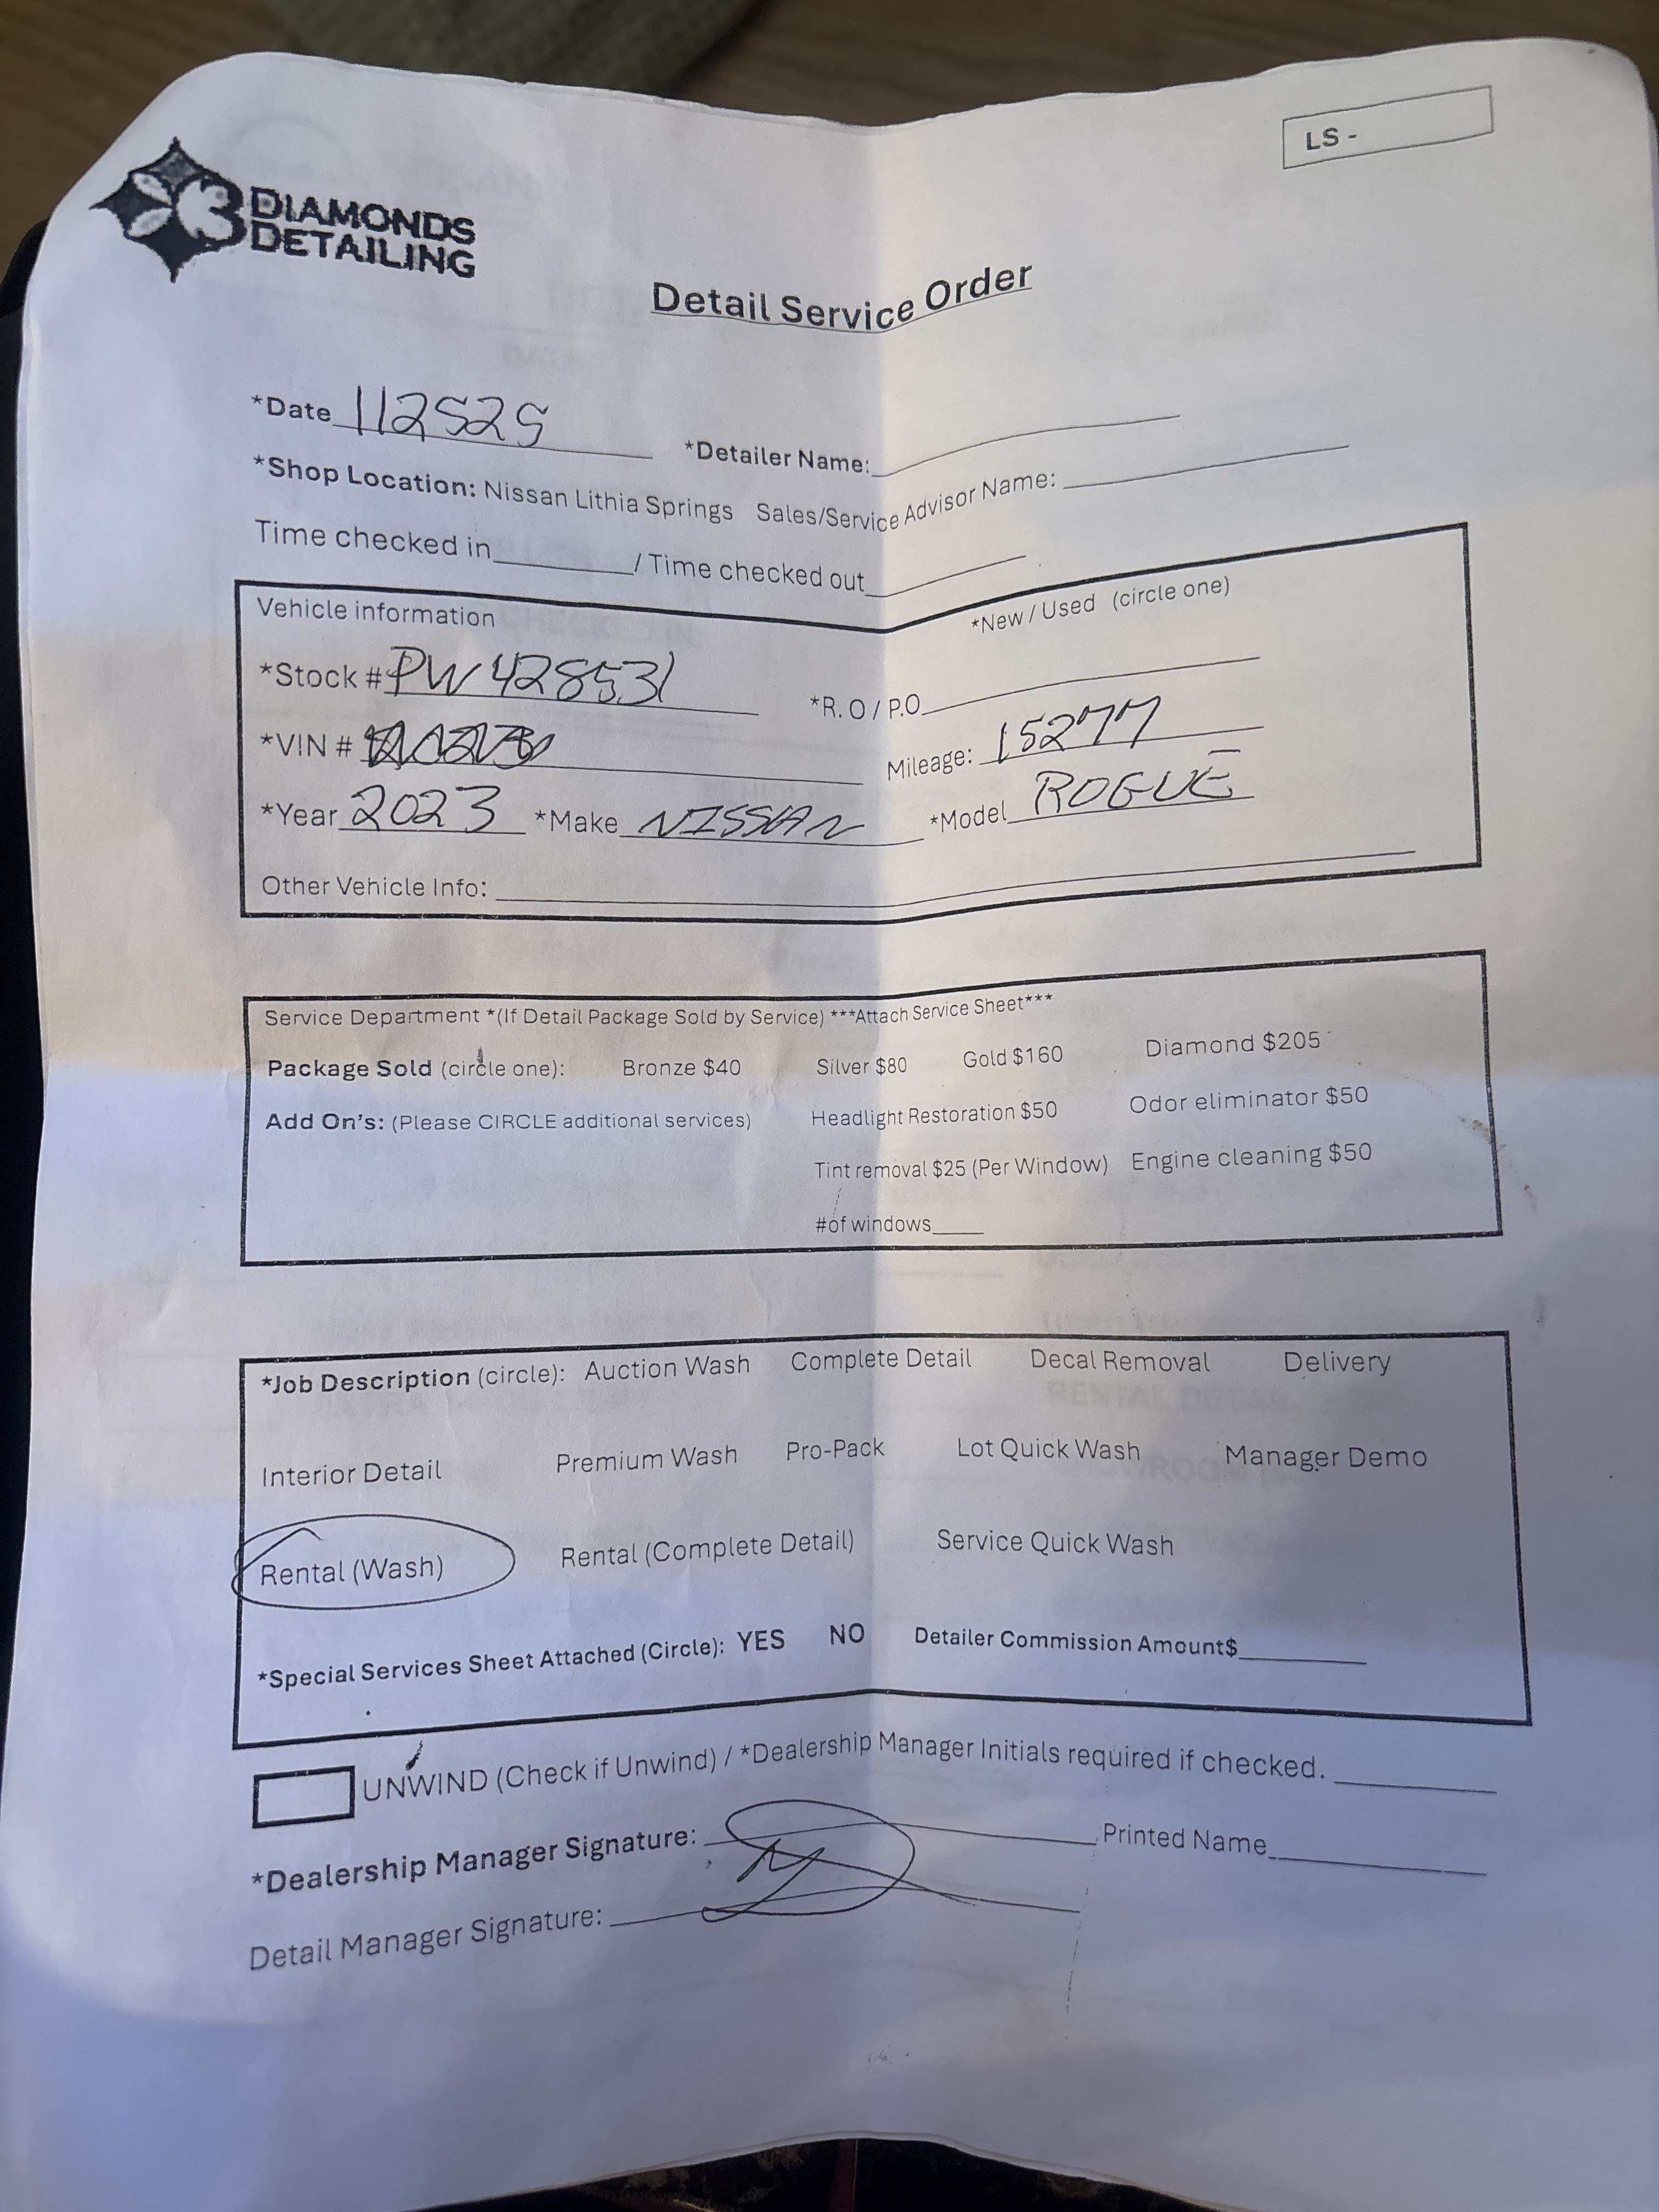 LS -
3 DIAMONDS
DETAILING
Detail Service Order
*Date 112525 *Detailer Name:
*Shop Location: Nissan Lithia Springs Sales/Service Advisor Name:
Time checked in________/ Time checked out________
Vehicle information *New / Used (circle one)
*Stock # PW428531 *R.O / P.O
*VIN # Mileage: 15277
*Year 2023 *Make NISSAN *Model ROGUE
Other Vehicle Info:
Service Department *(If Detail Package Sold by Service) ***Attach Service Sheet***
Package Sold (circle one): Bronze $40 Silver $80 Gold $160 Diamond $205
Add On's: (Please CIRCLE additional services) Headlight Restoration $50 Odor eliminator $50
Tint removal $25 (Per Window) Engine cleaning $50
#of windows____
*Job Description (circle): Auction Wash Complete Detail Decal Removal Delivery
Interior Detail Premium Wash Pro-Pack Lot Quick Wash Manager Demo
Rental (Wash) Rental (Complete Detail) Service Quick Wash
*Special Services Sheet Attached (Circle): YES NO Detailer Commission Amount$________
UNWIND (Check if Unwind) / *Dealership Manager Initials required if checked. ________
*Dealership Manager Signature: Printed Name________
Detail Manager Signature: